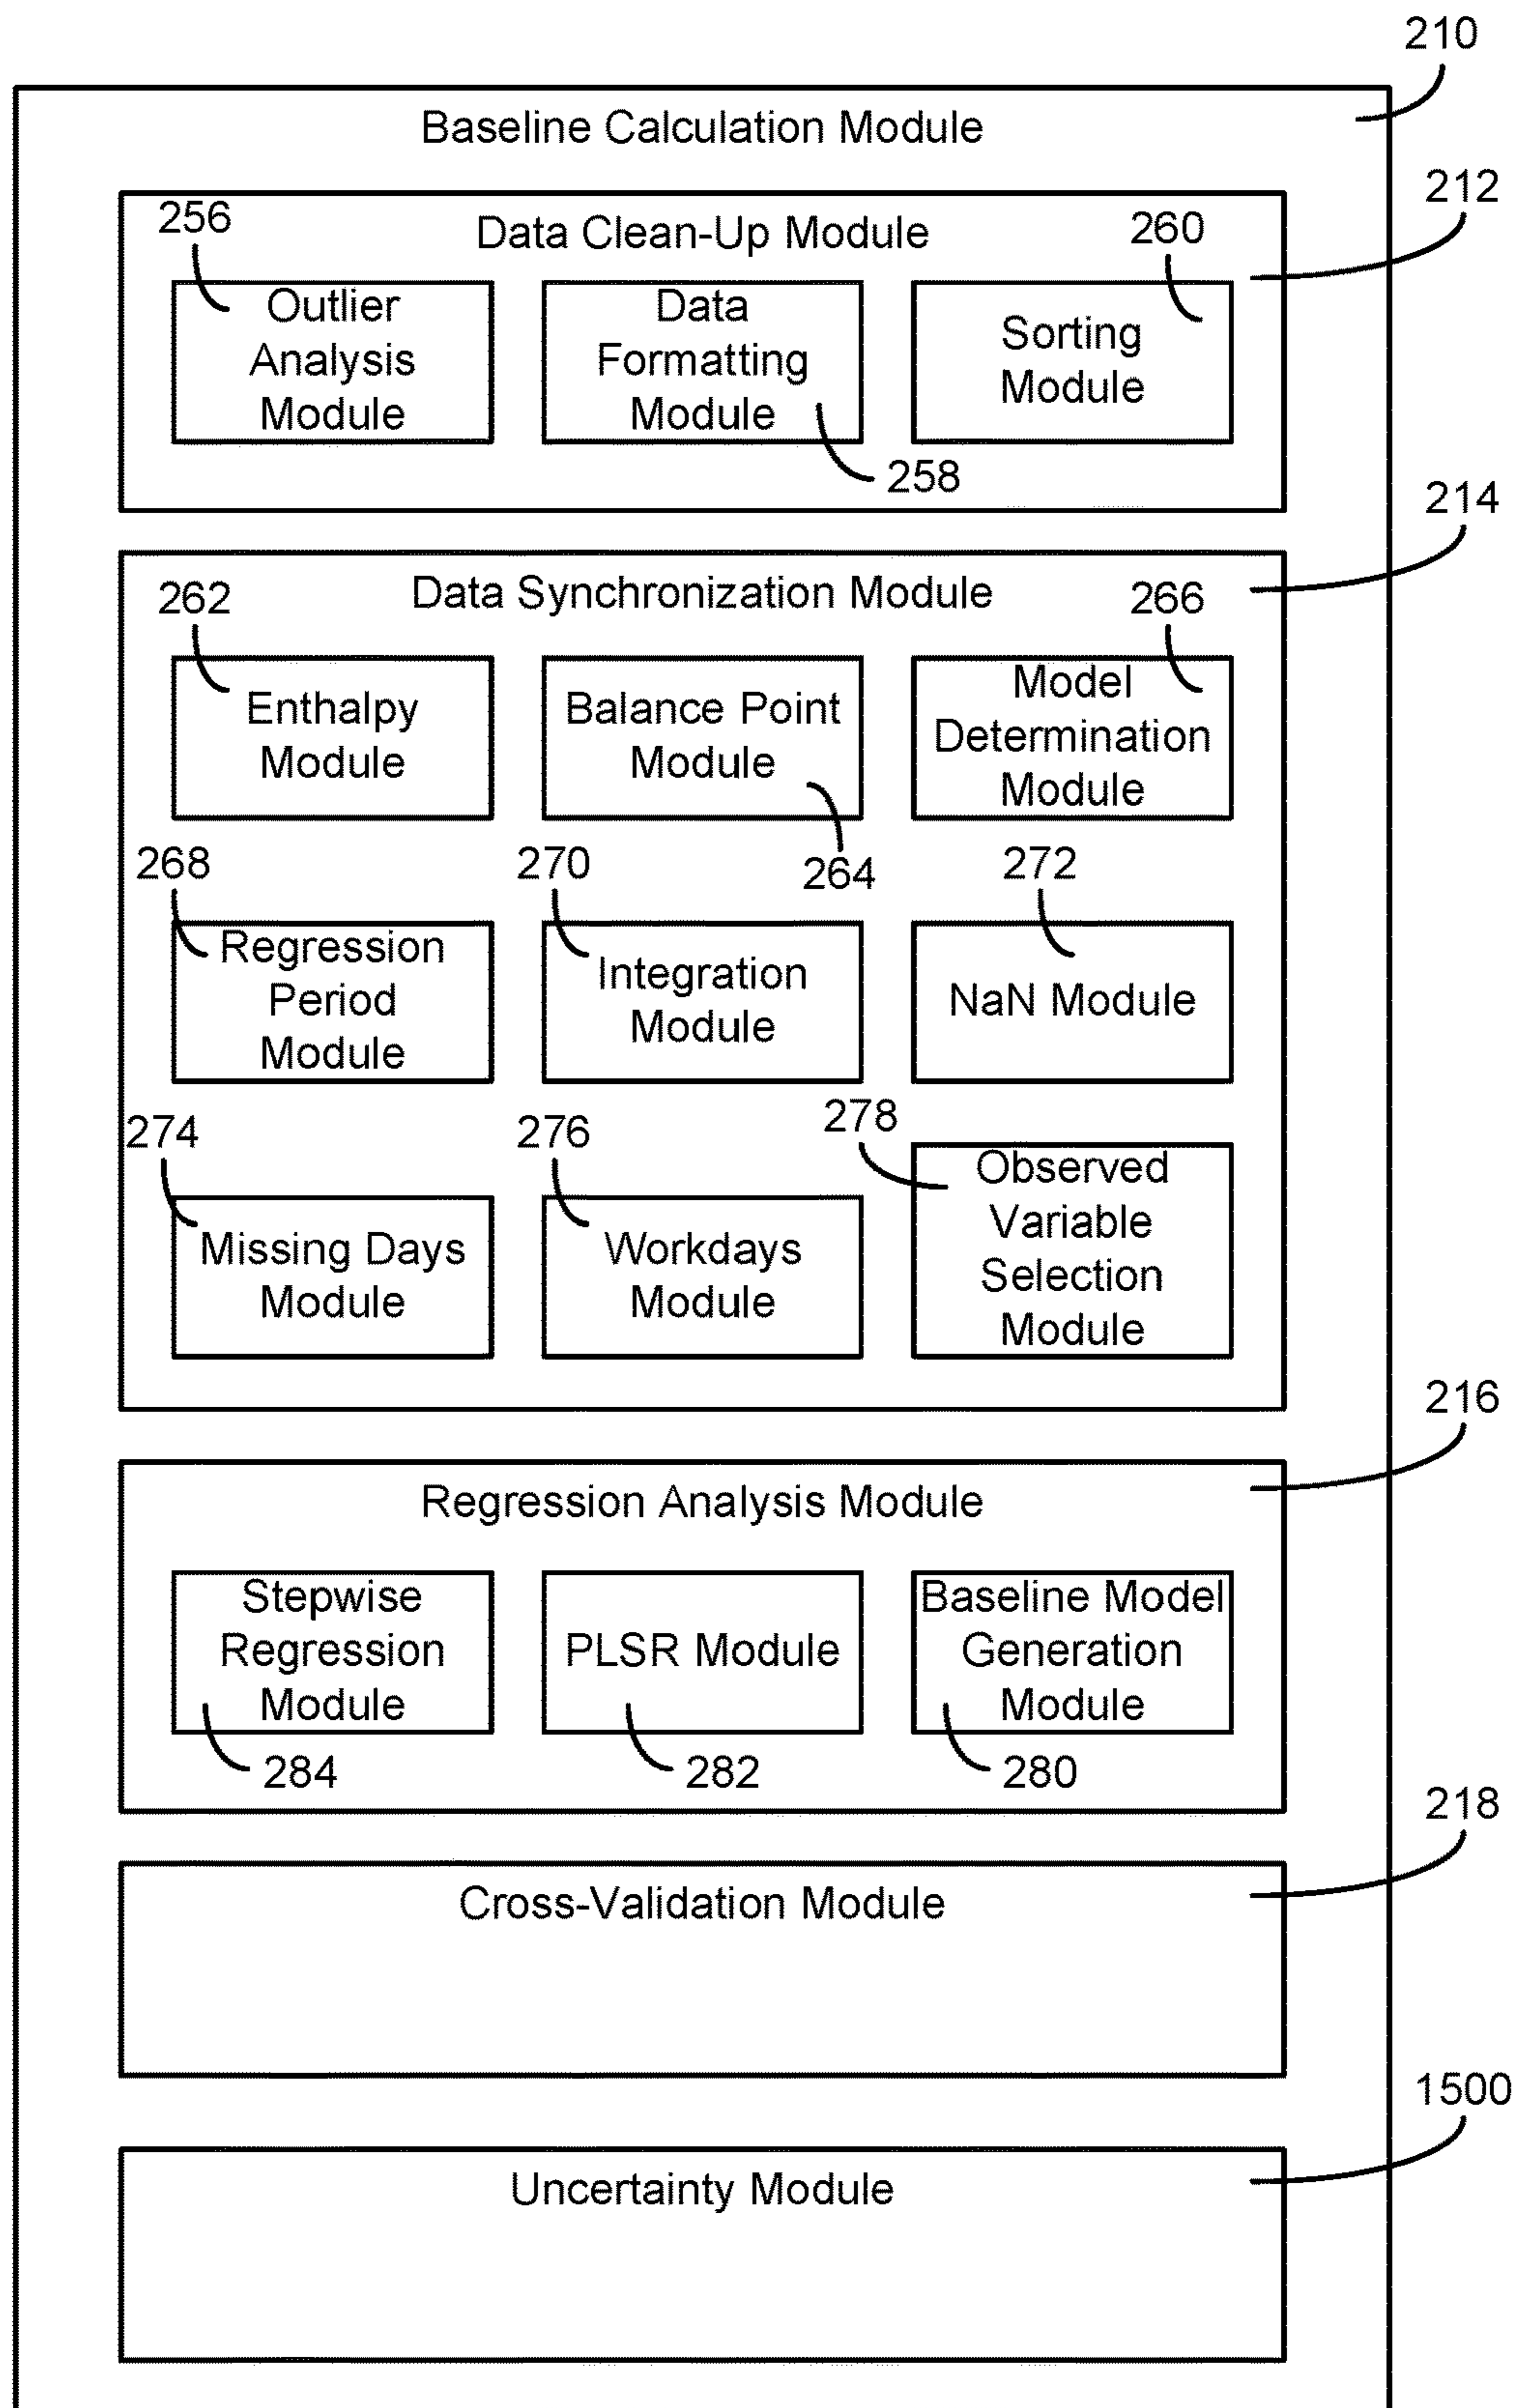 210
Baseline Calculation Module
212
Data Clean-Up Module
256
260
Outlier
Analysis
Module
Data
Formatting
Module
Sorting
Module
258
214
Data Synchronization Module
262
266
Enthalpy
Module
Balance Point
Module
Model
Determination
Module
264
268
270
272
Regression
Period
Module
Integration
Module
NaN Module
274
276
278
Missing Days
Module
Workdays
Module
Observed
Variable
Selection
Module
216
Regression Analysis Module
Stepwise
Regression
Module
PLSR Module
Baseline Model
Generation
Module
284
282
280
218
Cross-Validation Module
1500
Uncertainty Module